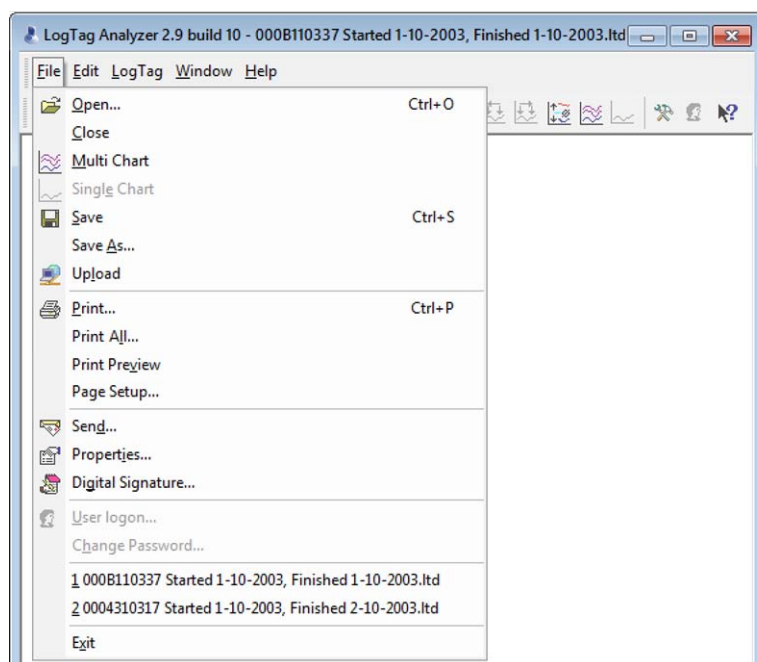 LogTag Analyzer 2.9 build 10 - 000B110337 Started 1-10-2003, Finished 1-10-2003.ltd
File Edit LogTag Window Help
Open... Ctrl+O
Close
Multi Chart
Single Chart
Save Ctrl+S
Save As...
Upload
Print... Ctrl+P
Print All...
Print Preview
Page Setup...
Send...
Properties...
Digital Signature...
User logon...
Change Password...
1 000B110337 Started 1-10-2003, Finished 1-10-2003.ltd
2 0004310317 Started 1-10-2003, Finished 2-10-2003.ltd
Exit